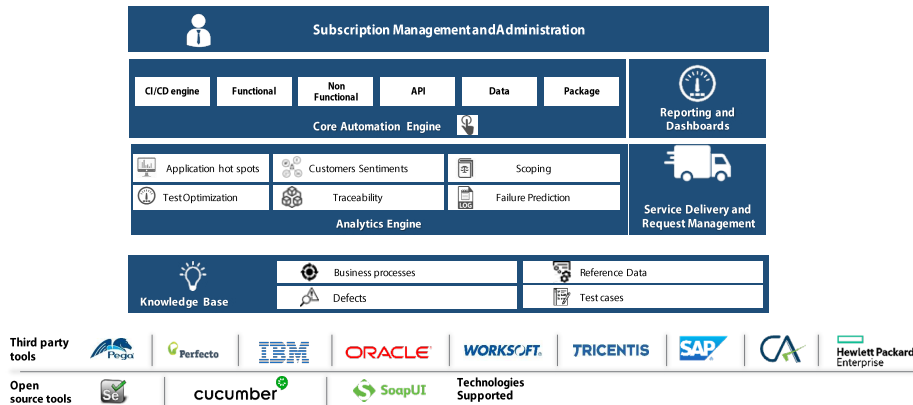 Subscription Management and Administration
CI/CD engine
Functional
Non
Functional
API
Data
Package
Core Automation Engine
Reporting and
Dashboards
Application hot spots
Customers Sentiments
Scoping
Test Optimization
Traceability
LOG
Failure Prediction
Analytics Engine
Service Delivery and
Request Management
Knowledge Base
Business processes
Reference Data
Defects
Test cases
Third party
tools
Pega
Perfecto
IBM
ORACLE
WORKSOFT.
TRICENTIS
SAP
CA
Hewlett Packard
Enterprise
Open
source tools
Se
cucumber
SoapUI
Technologies
Supported